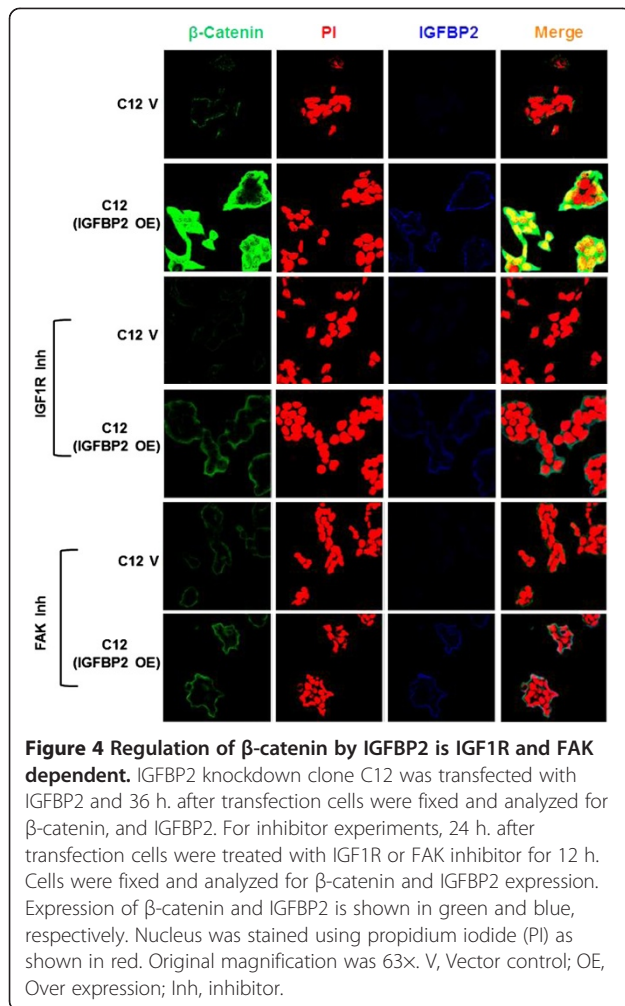 β-Catenin PI IGFBP2 Merge
C12 V
C12
(IGFBP2 OE)
IGF1R Inh
C12 V
C12
(IGFBP2 OE)
FAK Inh
C12 V
C12
(IGFBP2 OE)
Figure 4 Regulation of β-catenin by IGFBP2 is IGF1R and FAK
dependent. IGFBP2 knockdown clone C12 was transfected with
IGFBP2 and 36 h. after transfection cells were fixed and analyzed for
β-catenin, and IGFBP2. For inhibitor experiments, 24 h. after
transfection cells were treated with IGF1R or FAK inhibitor for 12 h.
Cells were fixed and analyzed for β-catenin and IGFBP2 expression.
Expression of β-catenin and IGFBP2 is shown in green and blue,
respectively. Nucleus was stained using propidium iodide (PI) as
shown in red. Original magnification was 63×. V, Vector control; OE,
Over expression; Inh, inhibitor.